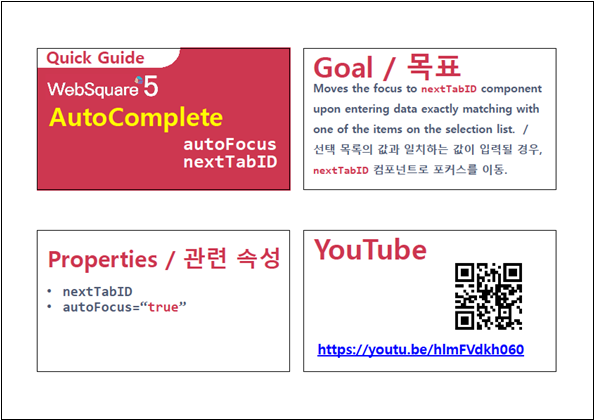 Quick Guide
WebSquare 5
AutoComplete
autoFocus
nextTabID
Goal / 목표
Moves the focus to nextTabID component
upon entering data exactly matching with
one of the items on the selection list. /
선택 목록의 값과 일치하는 값이 입력될 경우,
nextTabID 컴포넌트로 포커스를 이동.
Properties / 관련 속성
• nextTabID
• autoFocus=“true”
YouTube
https://youtu.be/hlmFVdkh060